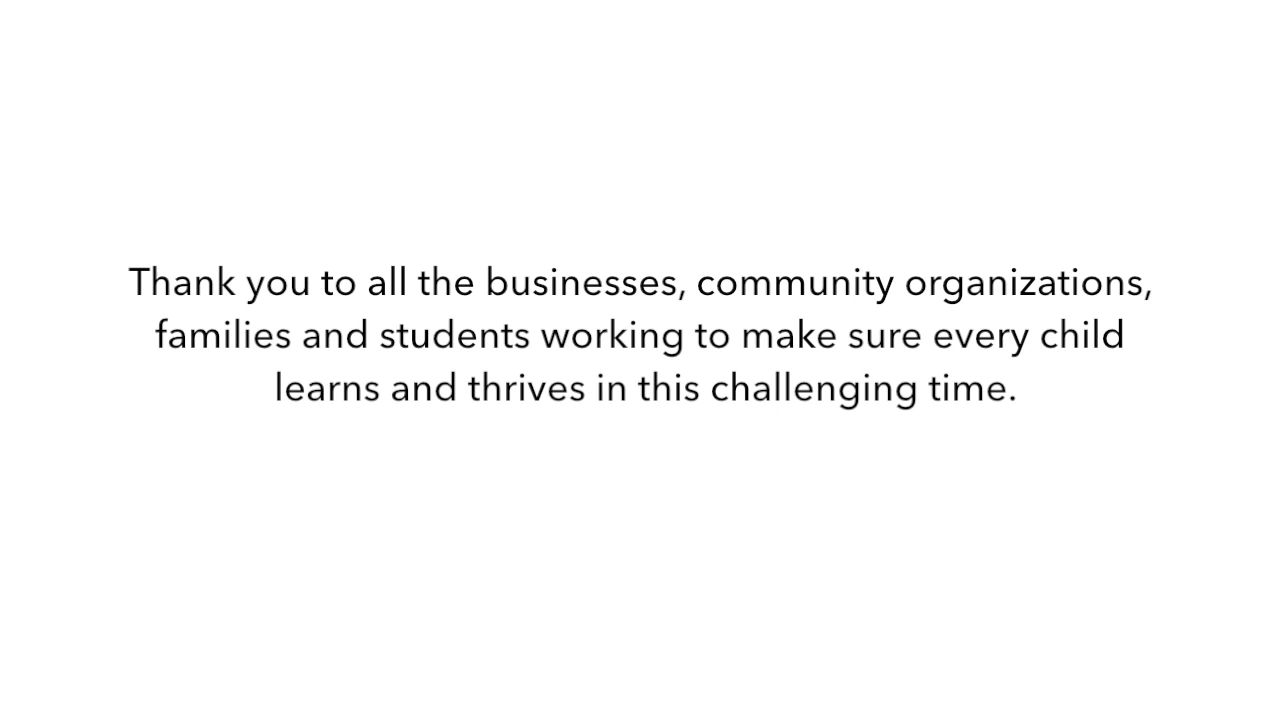 Thank you to all the businesses, community organizations,
families and students working to make sure every child
learns and thrives in this challenging time.